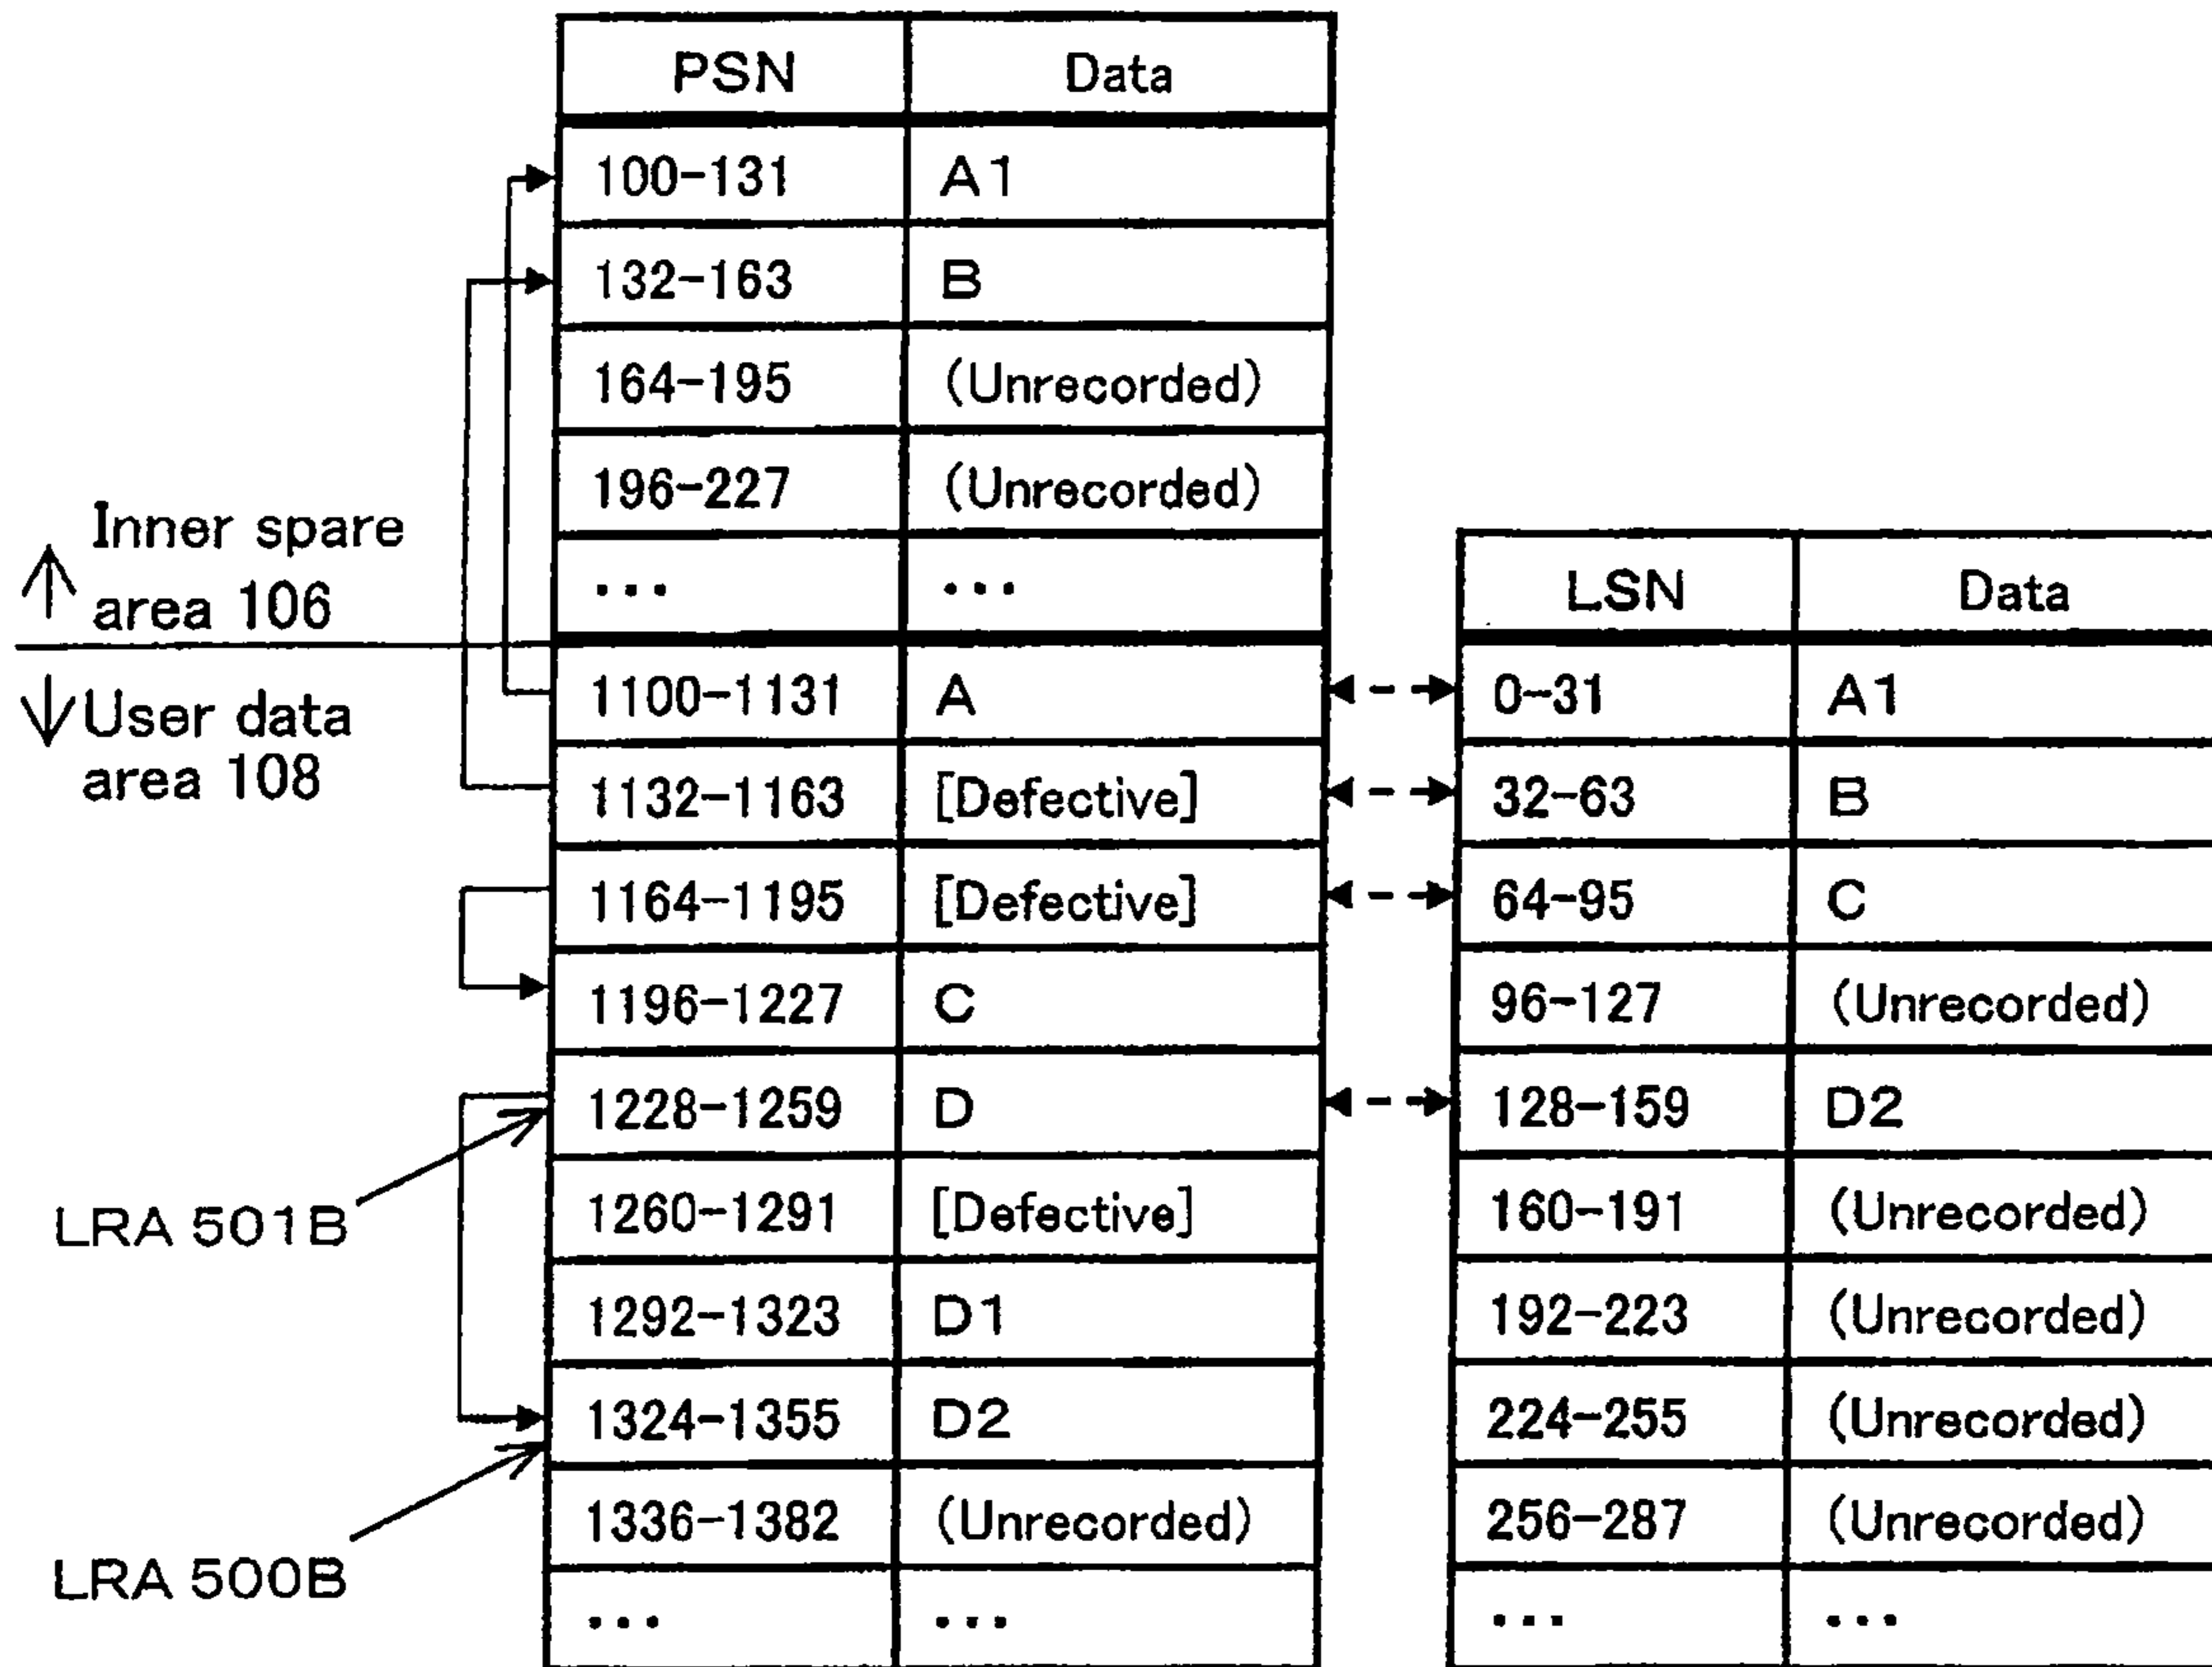 PSN Data
100-131 A1
132-163 B
164-195 (Unrecorded)
196-227 (Unrecorded)
... ...
1100-1131 A
1132-1163 [Defective]
1164-1195 [Defective]
1196-1227 C
1228-1259 D
1260-1291 [Defective]
1292-1323 D1
1324-1355 D2
1336-1382 (Unrecorded)
... ...
Inner spare
area 106
User data
area 108
LRA 501B
LRA 500B
LSN Data
0-31 A1
32-63 B
64-95 C
96-127 (Unrecorded)
128-159 D2
160-191 (Unrecorded)
192-223 (Unrecorded)
224-255 (Unrecorded)
256-287 (Unrecorded)
... ...